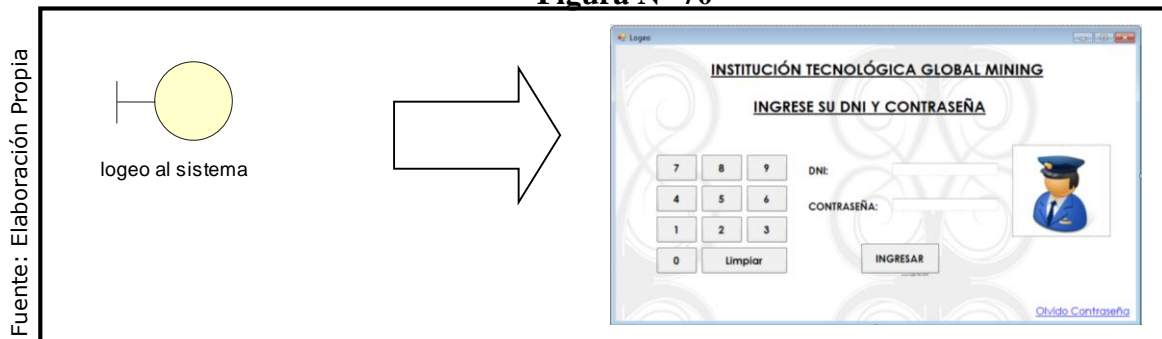 Figura N° 70
Fuente: Elaboración Propia
logeo al sistema
Logeo
INSTITUCIÓN TECNOLÓGICA GLOBAL MINING
INGRESE SU DNI Y CONTRASEÑA
7 8 9
4 5 6
1 2 3
0 Limpiar
DNI:
CONTRASEÑA:
INGRESAR
Olvido Contraseña